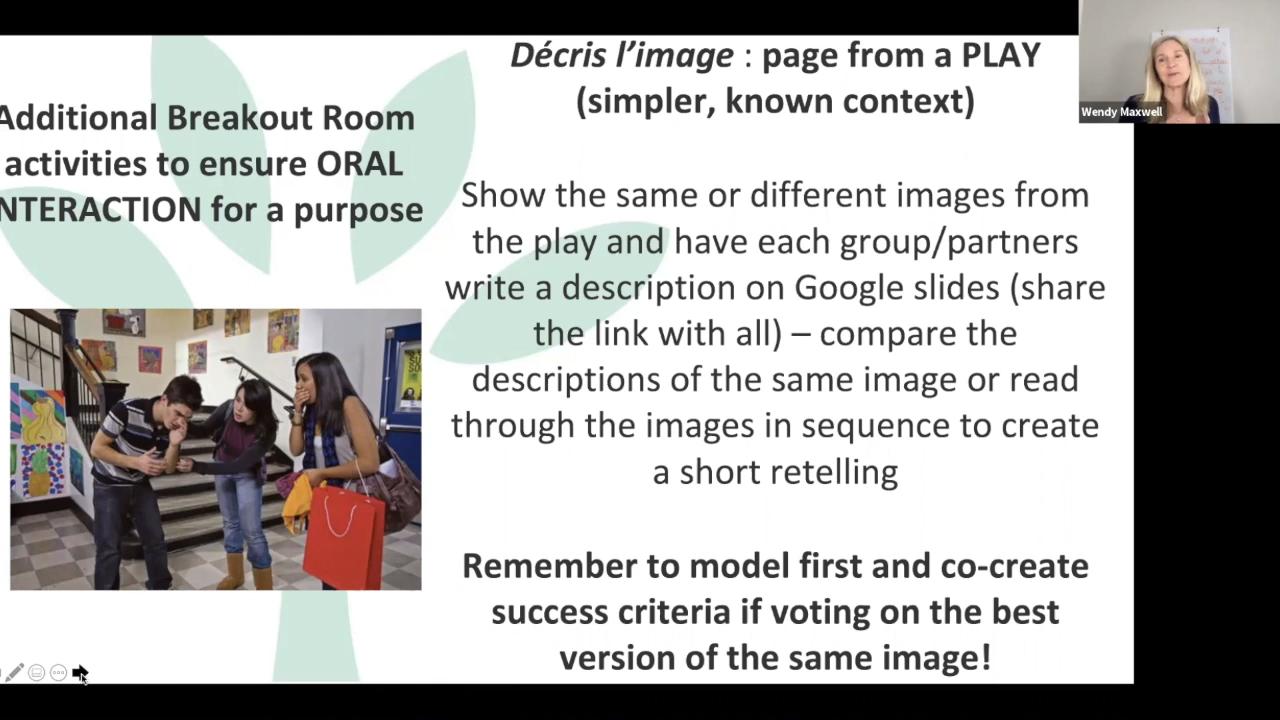 Additional Breakout Room
activities to ensure ORAL
INTERACTION for a purpose
Décris l’image : page from a PLAY
(simpler, known context)
Show the same or different images from
the play and have each group/partners
write a description on Google slides (share
the link with all) – compare the
descriptions of the same image or read
through the images in sequence to create
a short retelling
Remember to model first and co-create
success criteria if voting on the best
version of the same image!
Wendy Maxwell